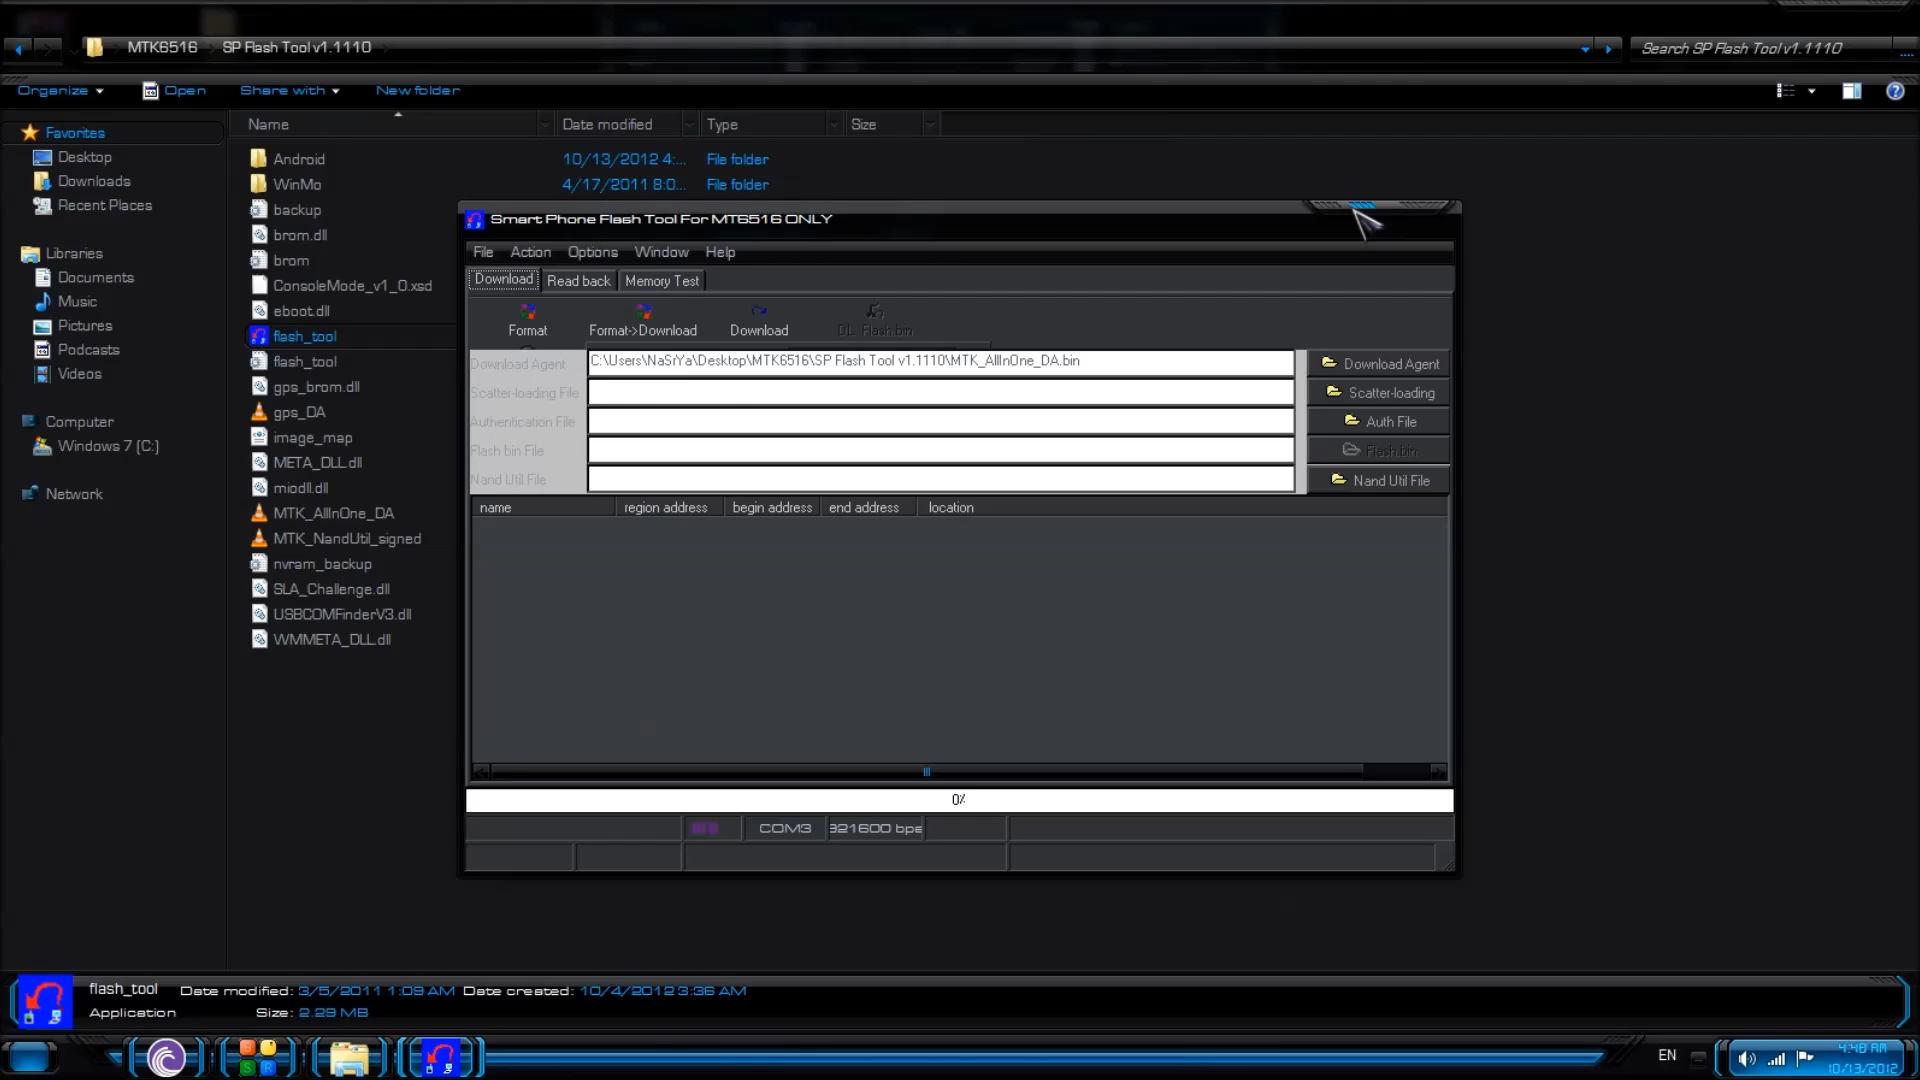 MTK6516 SP Flash Tool v1.1110
Search SP Flash Tool v1.1110
Organize Open Share with New folder
Name Date modified Type Size
Favorites
Desktop
Downloads
Recent Places
Libraries
Documents
Music
Pictures
Podcasts
Videos
Computer
Windows 7 (C:)
Network
Android 10/13/2012 4:... File folder
WinMo 4/17/2011 8:0... File folder
backup
brom.dll
brom
ConsoleMode_v1_0.xsd
eboot.dll
flash_tool
flash_tool
gps_brom.dll
gps_DA
image_map
META_DLL.dll
miodll.dll
MTK_AllInOne_DA
MTK_NandUtil_signed
nvram_backup
SLA_Challenge.dll
USBCOMFinderV3.dll
WMMETA_DLL.dll
Smart Phone Flash Tool For MT6516 ONLY
File Action Options Window Help
Download Read back Memory Test
Format Format->Download Download DL Flash.bin
Download Agent C:\Users\NaSrYa\Desktop\MTK6516\SP Flash Tool v1.1110\MTK_AllInOne_DA.bin Download Agent
Scatter-loading File Scatter-loading
Authentication File Auth File
Flash bin File Flash.bin
Nand Util File Nand Util File
name region address begin address end address location
0%
COM3 921600 bps
flash_tool Date modified: 3/5/2011 1:09 AM Date created: 10/4/2012 3:36 AM
Application Size: 2.29 MB
EN
4:48 AM
10/13/2012